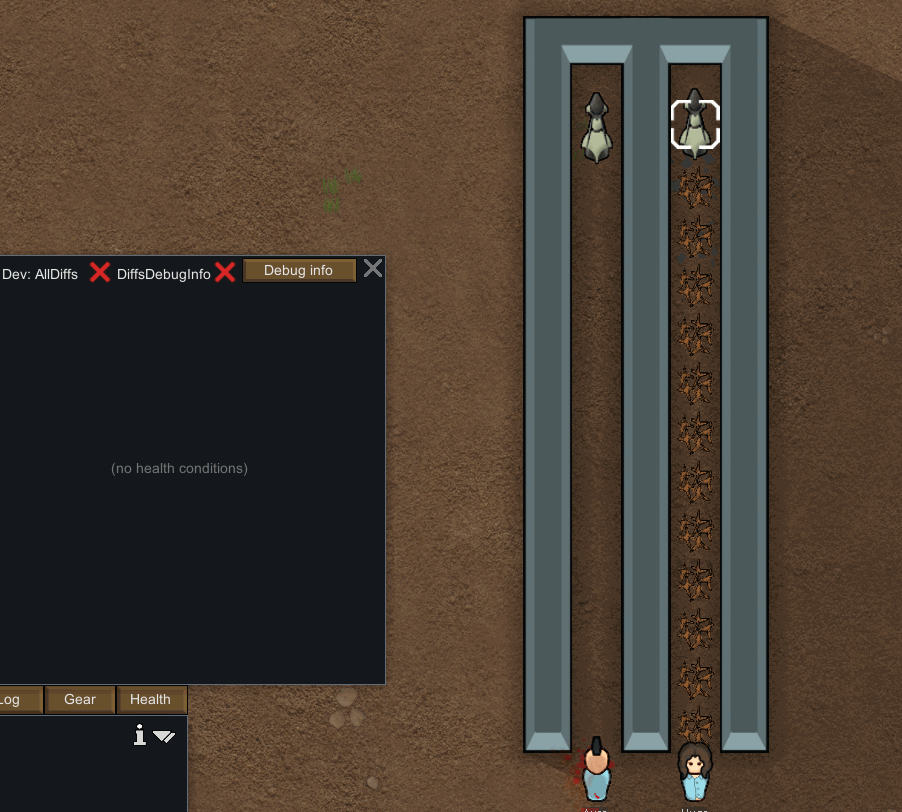 Dev: AllDiffs DiffsDebugInfo Debug info
(no health conditions)
Log Gear Health